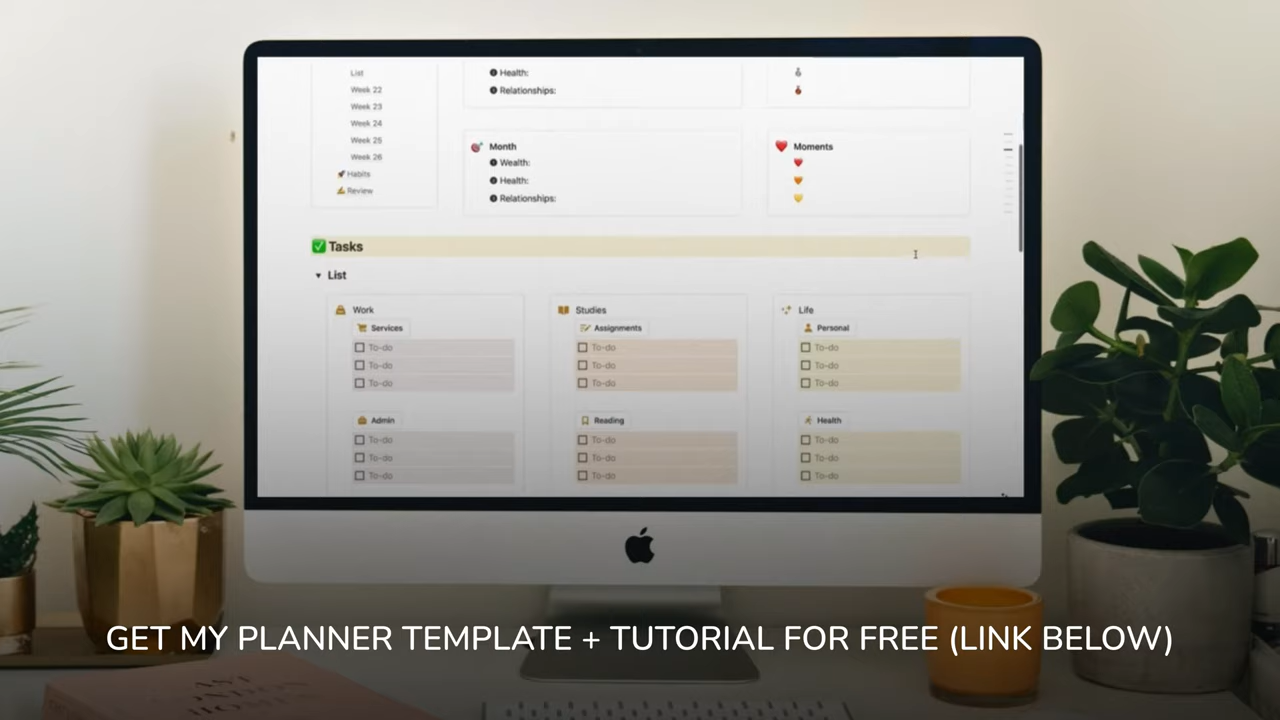 List
Week 22
Week 23
Week 24
Week 25
Week 26
Habits
Review
Health:
Relationships:
Month
Wealth:
Health:
Relationships:
Moments
Tasks
List
Work
Services
To-do
To-do
To-do
Admin
To-do
To-do
To-do
Studies
Assignments
To-do
To-do
To-do
Reading
To-do
To-do
To-do
Life
Personal
To-do
To-do
To-do
Health
To-do
To-do
To-do
GET MY PLANNER TEMPLATE + TUTORIAL FOR FREE (LINK BELOW)